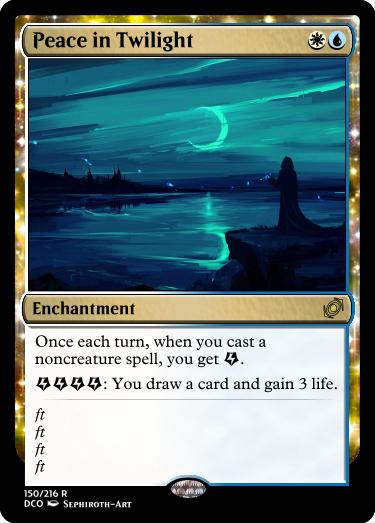 Peace in Twilight
Enchantment
Once each turn, when you cast a
noncreature spell, you get .
: You draw a card and gain 3 life.
ft
ft
ft
ft
150/216 R
DCO Sephiroth-Art